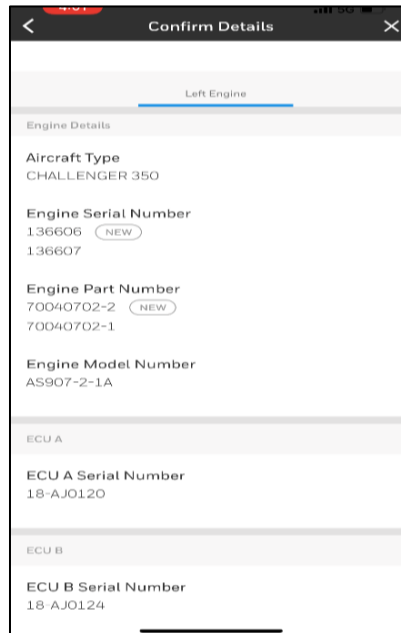 Confirm Details
Left Engine
Engine Details
Aircraft Type
CHALLENGER 350
Engine Serial Number
136606 NEW
136607
Engine Part Number
70040702-2 NEW
70040702-1
Engine Model Number
AS907-2-1A
ECU A
ECU A Serial Number
18-AJ0120
ECU B
ECU B Serial Number
18-AJ0124